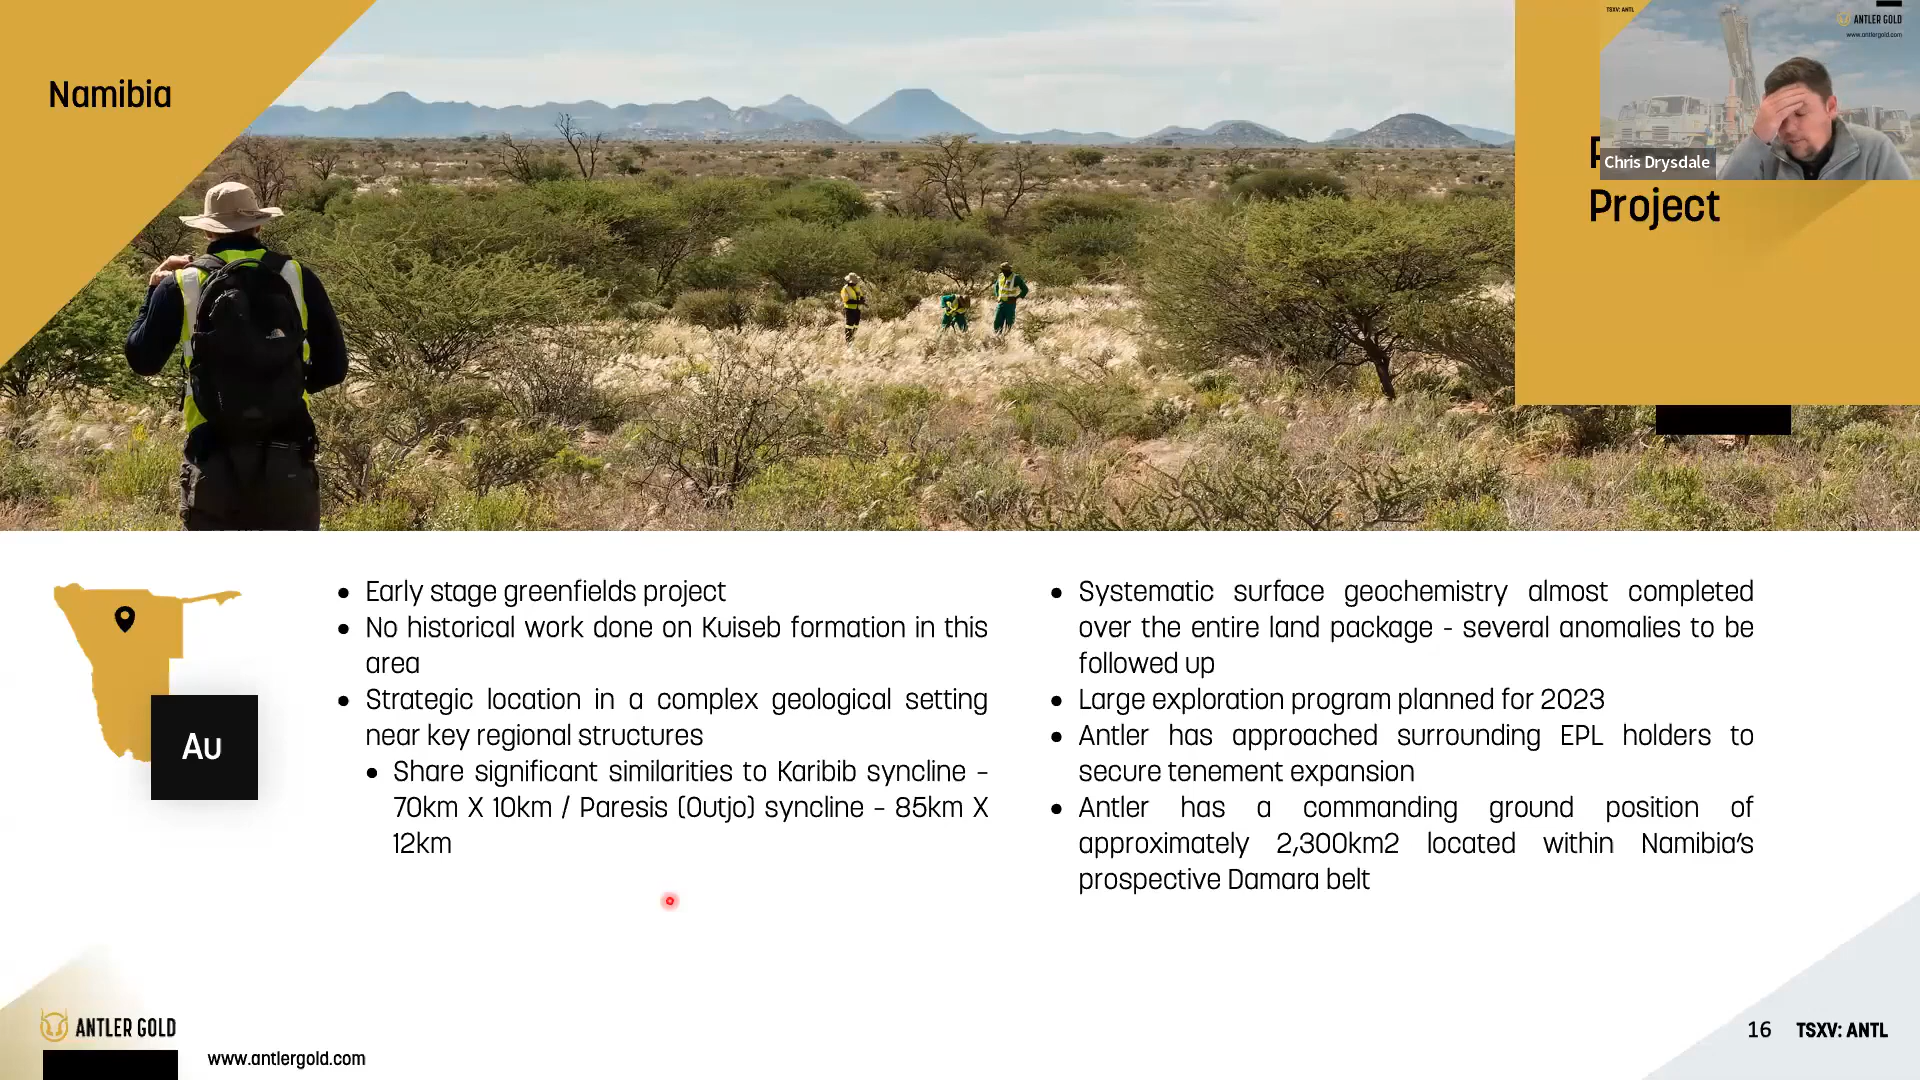 Namibia
TSXV: ANTL
ANTLER GOLD
www.antlergold.com
Chris Drysdale
Project
Au
• Early stage greenfields project
• No historical work done on Kuiseb formation in this
area
• Strategic location in a complex geological setting
near key regional structures
• Share significant similarities to Karibib syncline –
70km X 10km / Paresis (Outjo) syncline – 85km X
12km
• Systematic surface geochemistry almost completed
over the entire land package - several anomalies to be
followed up
• Large exploration program planned for 2023
• Antler has approached surrounding EPL holders to
secure tenement expansion
• Antler has a commanding ground position of
approximately 2,300km2 located within Namibia’s
prospective Damara belt
ANTLER GOLD
www.antlergold.com
16 TSXV: ANTL